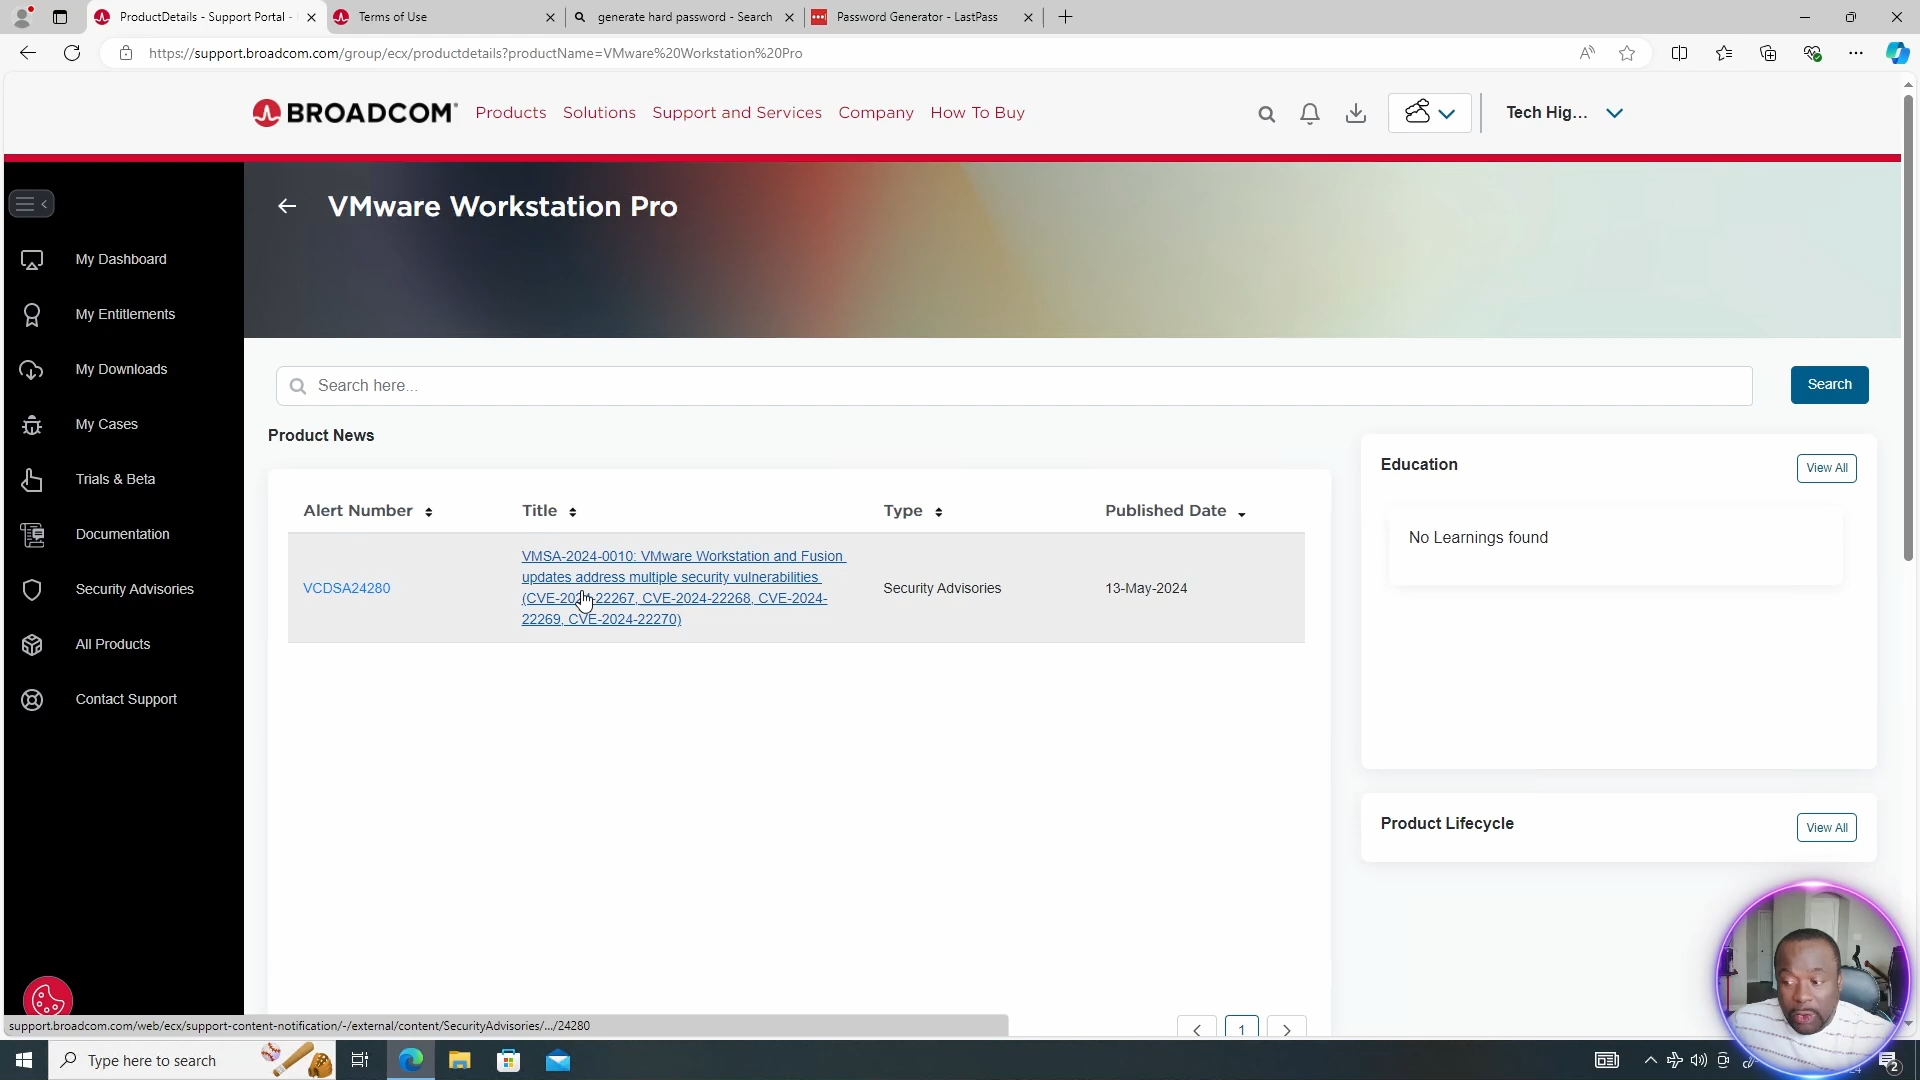 ProductDetails - Support Portal -
Terms of Use
generate hard password - Search
Password Generator - LastPass
https://support.broadcom.com/group/ecx/productdetails?productName=VMware%20Workstation%20Pro
BROADCOM
Products
Solutions
Support and Services
Company
How To Buy
Tech Hig...
VMware Workstation Pro
My Dashboard
My Entitlements
My Downloads
My Cases
Trials & Beta
Documentation
Security Advisories
All Products
Contact Support
Search here...
Search
Product News
Alert Number
Title
Type
Published Date
VCDSA24280
VMSA-2024-0010: VMware Workstation and Fusion
updates address multiple security vulnerabilities
(CVE-2024-22267, CVE-2024-22268, CVE-2024-
22269, CVE-2024-22270)
Security Advisories
13-May-2024
1
Education
View All
No Learnings found
Product Lifecycle
View All
support.broadcom.com/web/ecx/support-content-notification/-/external/content/SecurityAdvisories/.../24280
Type here to search
2